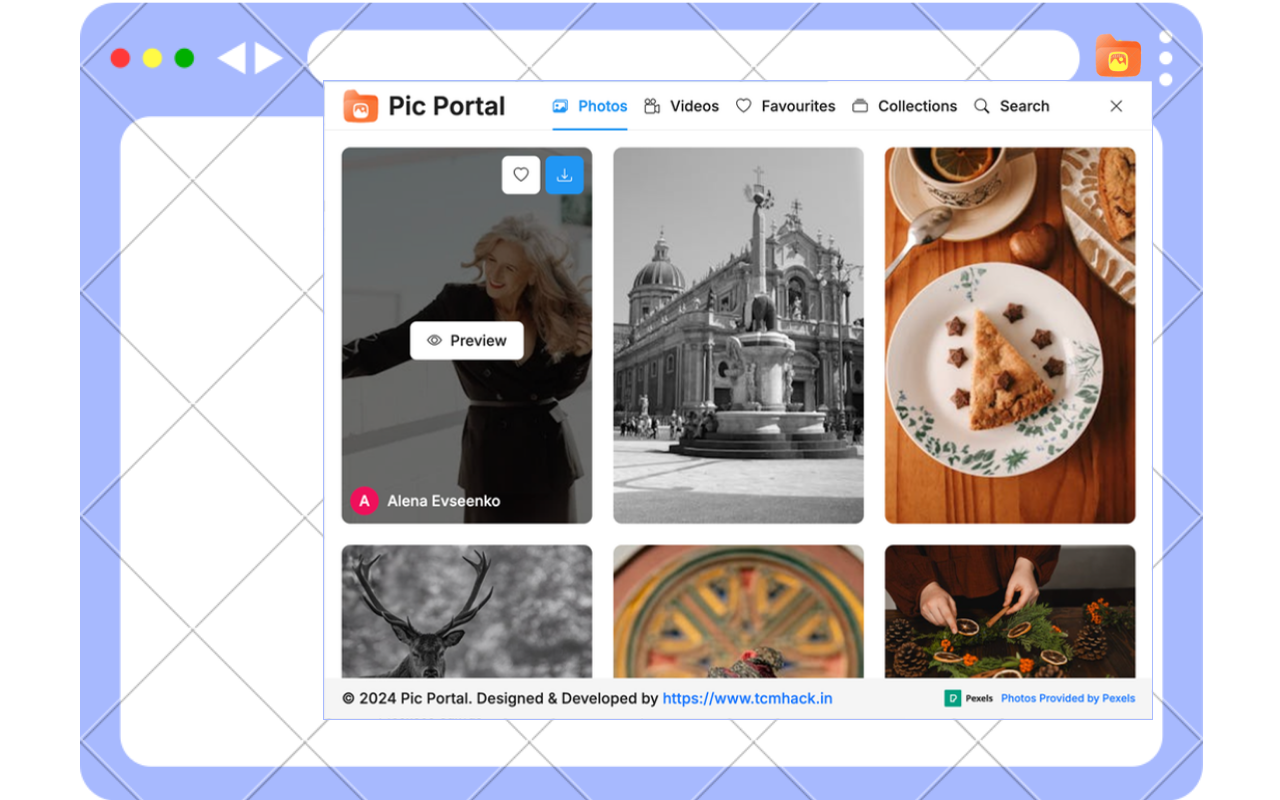 Pic Portal
Photos
Videos
Favourites
Collections
Search
Preview
A
Alena Evseenko
© 2024 Pic Portal. Designed & Developed by https://www.tcmhack.in
Pexels
Photos Provided by Pexels